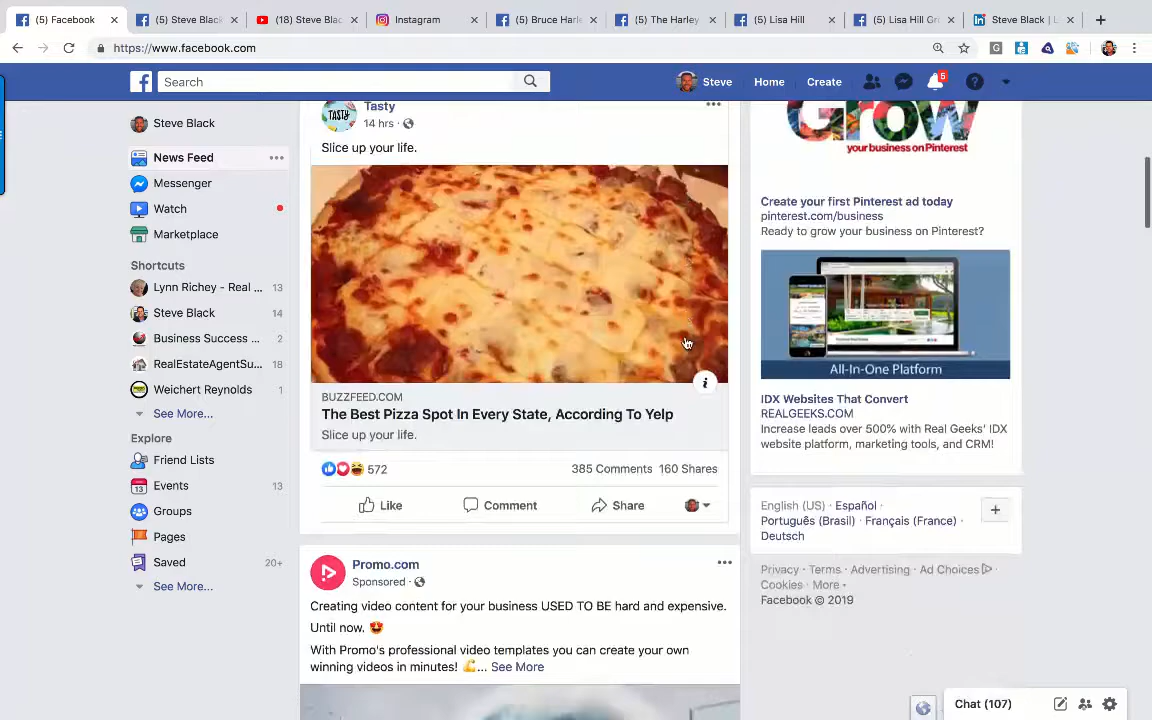 (5) Facebook
(5) Steve Black
(18) Steve Blac
Instagram
(5) Bruce Harle
(5) The Harley
(5) Lisa Hill
(5) Lisa Hill Gr
Steve Black | L
https://www.facebook.com
Search
Steve
Home
Create
5
Steve Black
News Feed
Messenger
Watch
Marketplace
Shortcuts
Lynn Richey - Real ... 13
Steve Black 14
Business Success ... 2
RealEstateAgentSu... 18
Weichert Reynolds 1
See More...
Explore
Friend Lists
Events 13
Groups
Pages
Saved 20+
See More...
Tasty
TASTY
14 hrs ·
Slice up your life.
BUZZFEED.COM
The Best Pizza Spot In Every State, According To Yelp
Slice up your life.
572
385 Comments 160 Shares
Like
Comment
Share
Promo.com
Sponsored ·
Creating video content for your business USED TO BE hard and expensive.
Until now. 😍
With Promo's professional video templates you can create your own
winning videos in minutes! 💪... See More
Grow
your business on Pinterest
Create your first Pinterest ad today
pinterest.com/business
Ready to grow your business on Pinterest?
All-In-One Platform
IDX Websites That Convert
REALGEEKS.COM
Increase leads over 500% with Real Geeks' IDX
website platform, marketing tools, and CRM!
English (US) · Español ·
Português (Brasil) · Français (France) ·
Deutsch
Privacy · Terms · Advertising · Ad Choices ·
Cookies · More
Facebook © 2019
Chat (107)